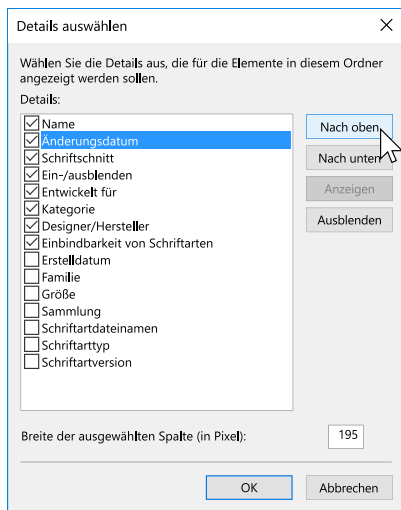 Details auswählen
Wählen Sie die Details aus, die für die Elemente in diesem Ordner
angezeigt werden sollen.
Details:
Name
Änderungsdatum
Schriftschnitt
Ein-/ausblenden
Entwickelt für
Kategorie
Designer/Hersteller
Einbindbarkeit von Schriftarten
Erstelldatum
Familie
Größe
Sammlung
Schriftartdateinamen
Schriftarttyp
Schriftartversion
Nach oben
Nach unten
Anzeigen
Ausblenden
Breite der ausgewählten Spalte (in Pixel): 195
OK Abbrechen